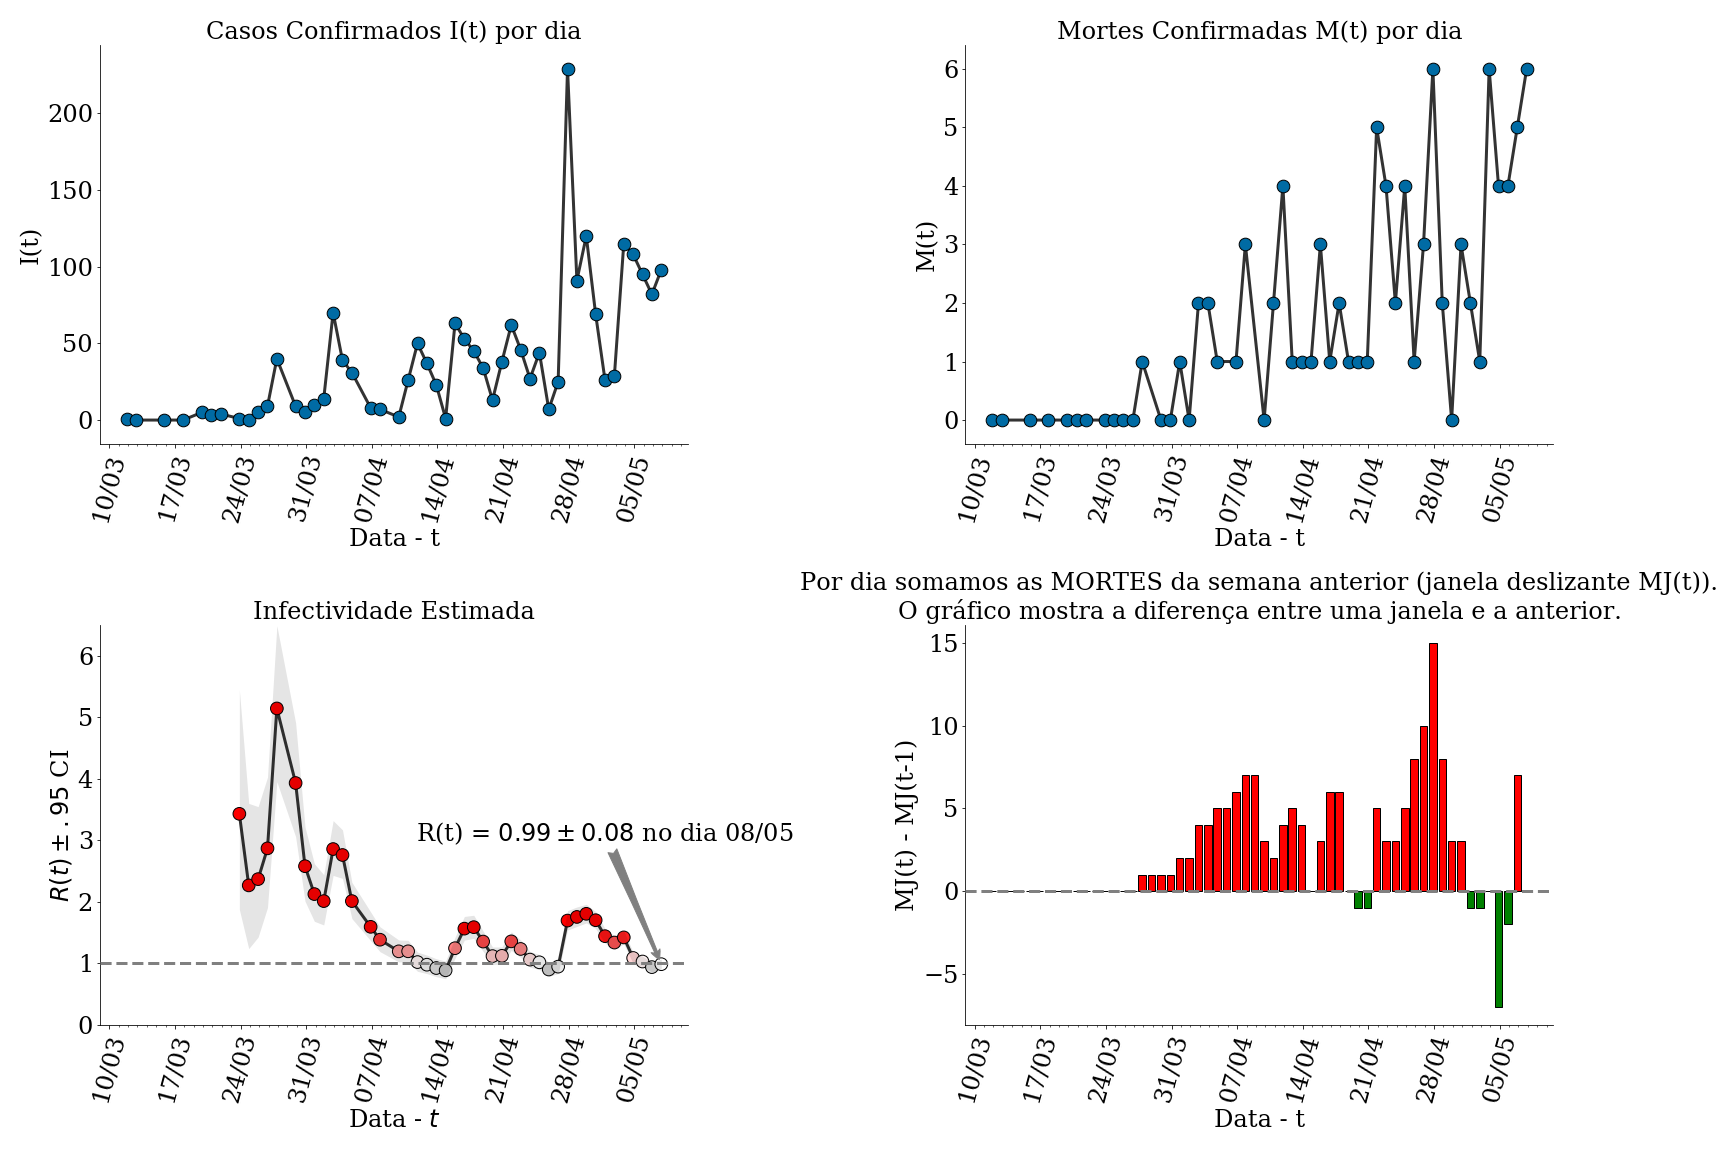 Casos Confirmados I(t) por dia
I(t)
200
150
100
50
0
10/03 17/03 24/03 31/03 07/04 14/04 21/04 28/04 05/05
Data - t
Mortes Confirmadas M(t) por dia
M(t)
6
5
4
3
2
1
0
10/03 17/03 24/03 31/03 07/04 14/04 21/04 28/04 05/05
Data - t
Infectividade Estimada
R(t) ± .95 CI
6
5
4
3
2
1
0
R(t) = 0.99 ± 0.08 no dia 08/05
10/03 17/03 24/03 31/03 07/04 14/04 21/04 28/04 05/05
Data - t
Por dia somamos as MORTES da semana anterior (janela deslizante MJ(t)).
O gráfico mostra a diferença entre uma janela e a anterior.
MJ(t) - MJ(t-1)
15
10
5
0
−5
10/03 17/03 24/03 31/03 07/04 14/04 21/04 28/04 05/05
Data - t